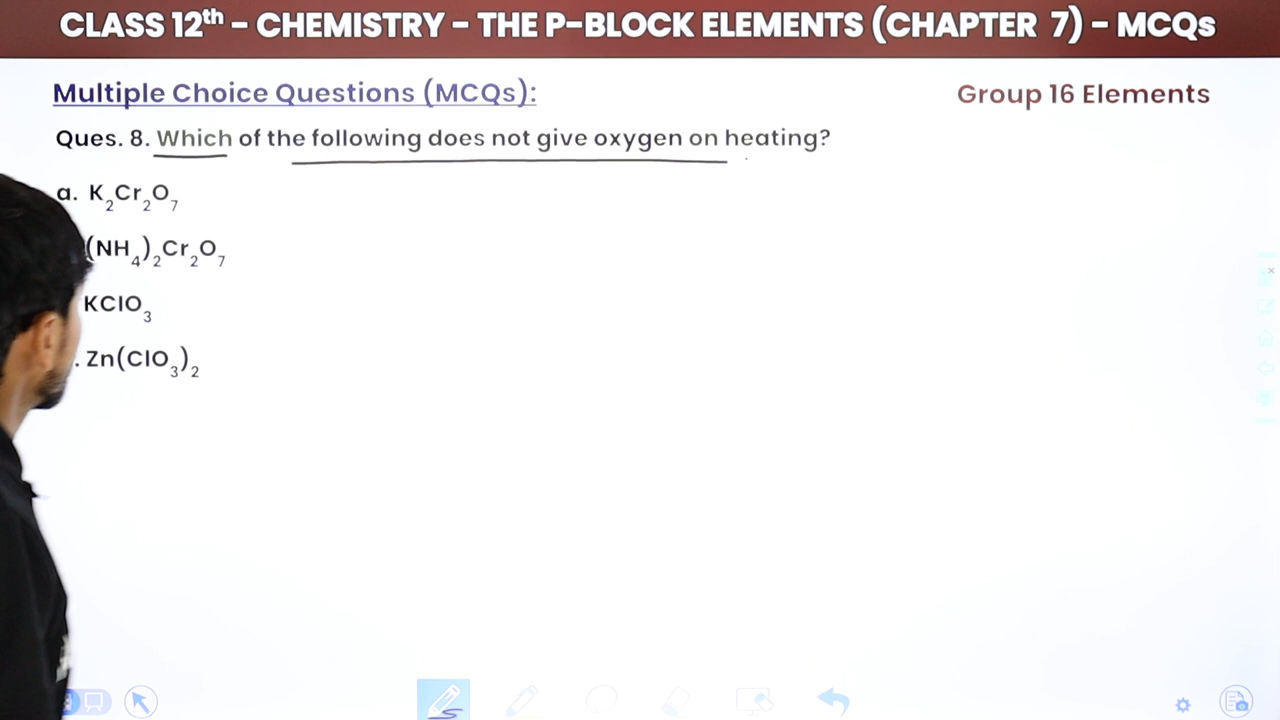 CLASS 12th – CHEMISTRY – THE P–BLOCK ELEMENTS (CHAPTER 7) – MCQs
Multiple Choice Questions (MCQs):
Group 16 Elements
Ques. 8. Which of the following does not give oxygen on heating?
a. K₂Cr₂O₇
(NH₄)₂Cr₂O₇
KClO₃
. Zn(ClO₃)₂